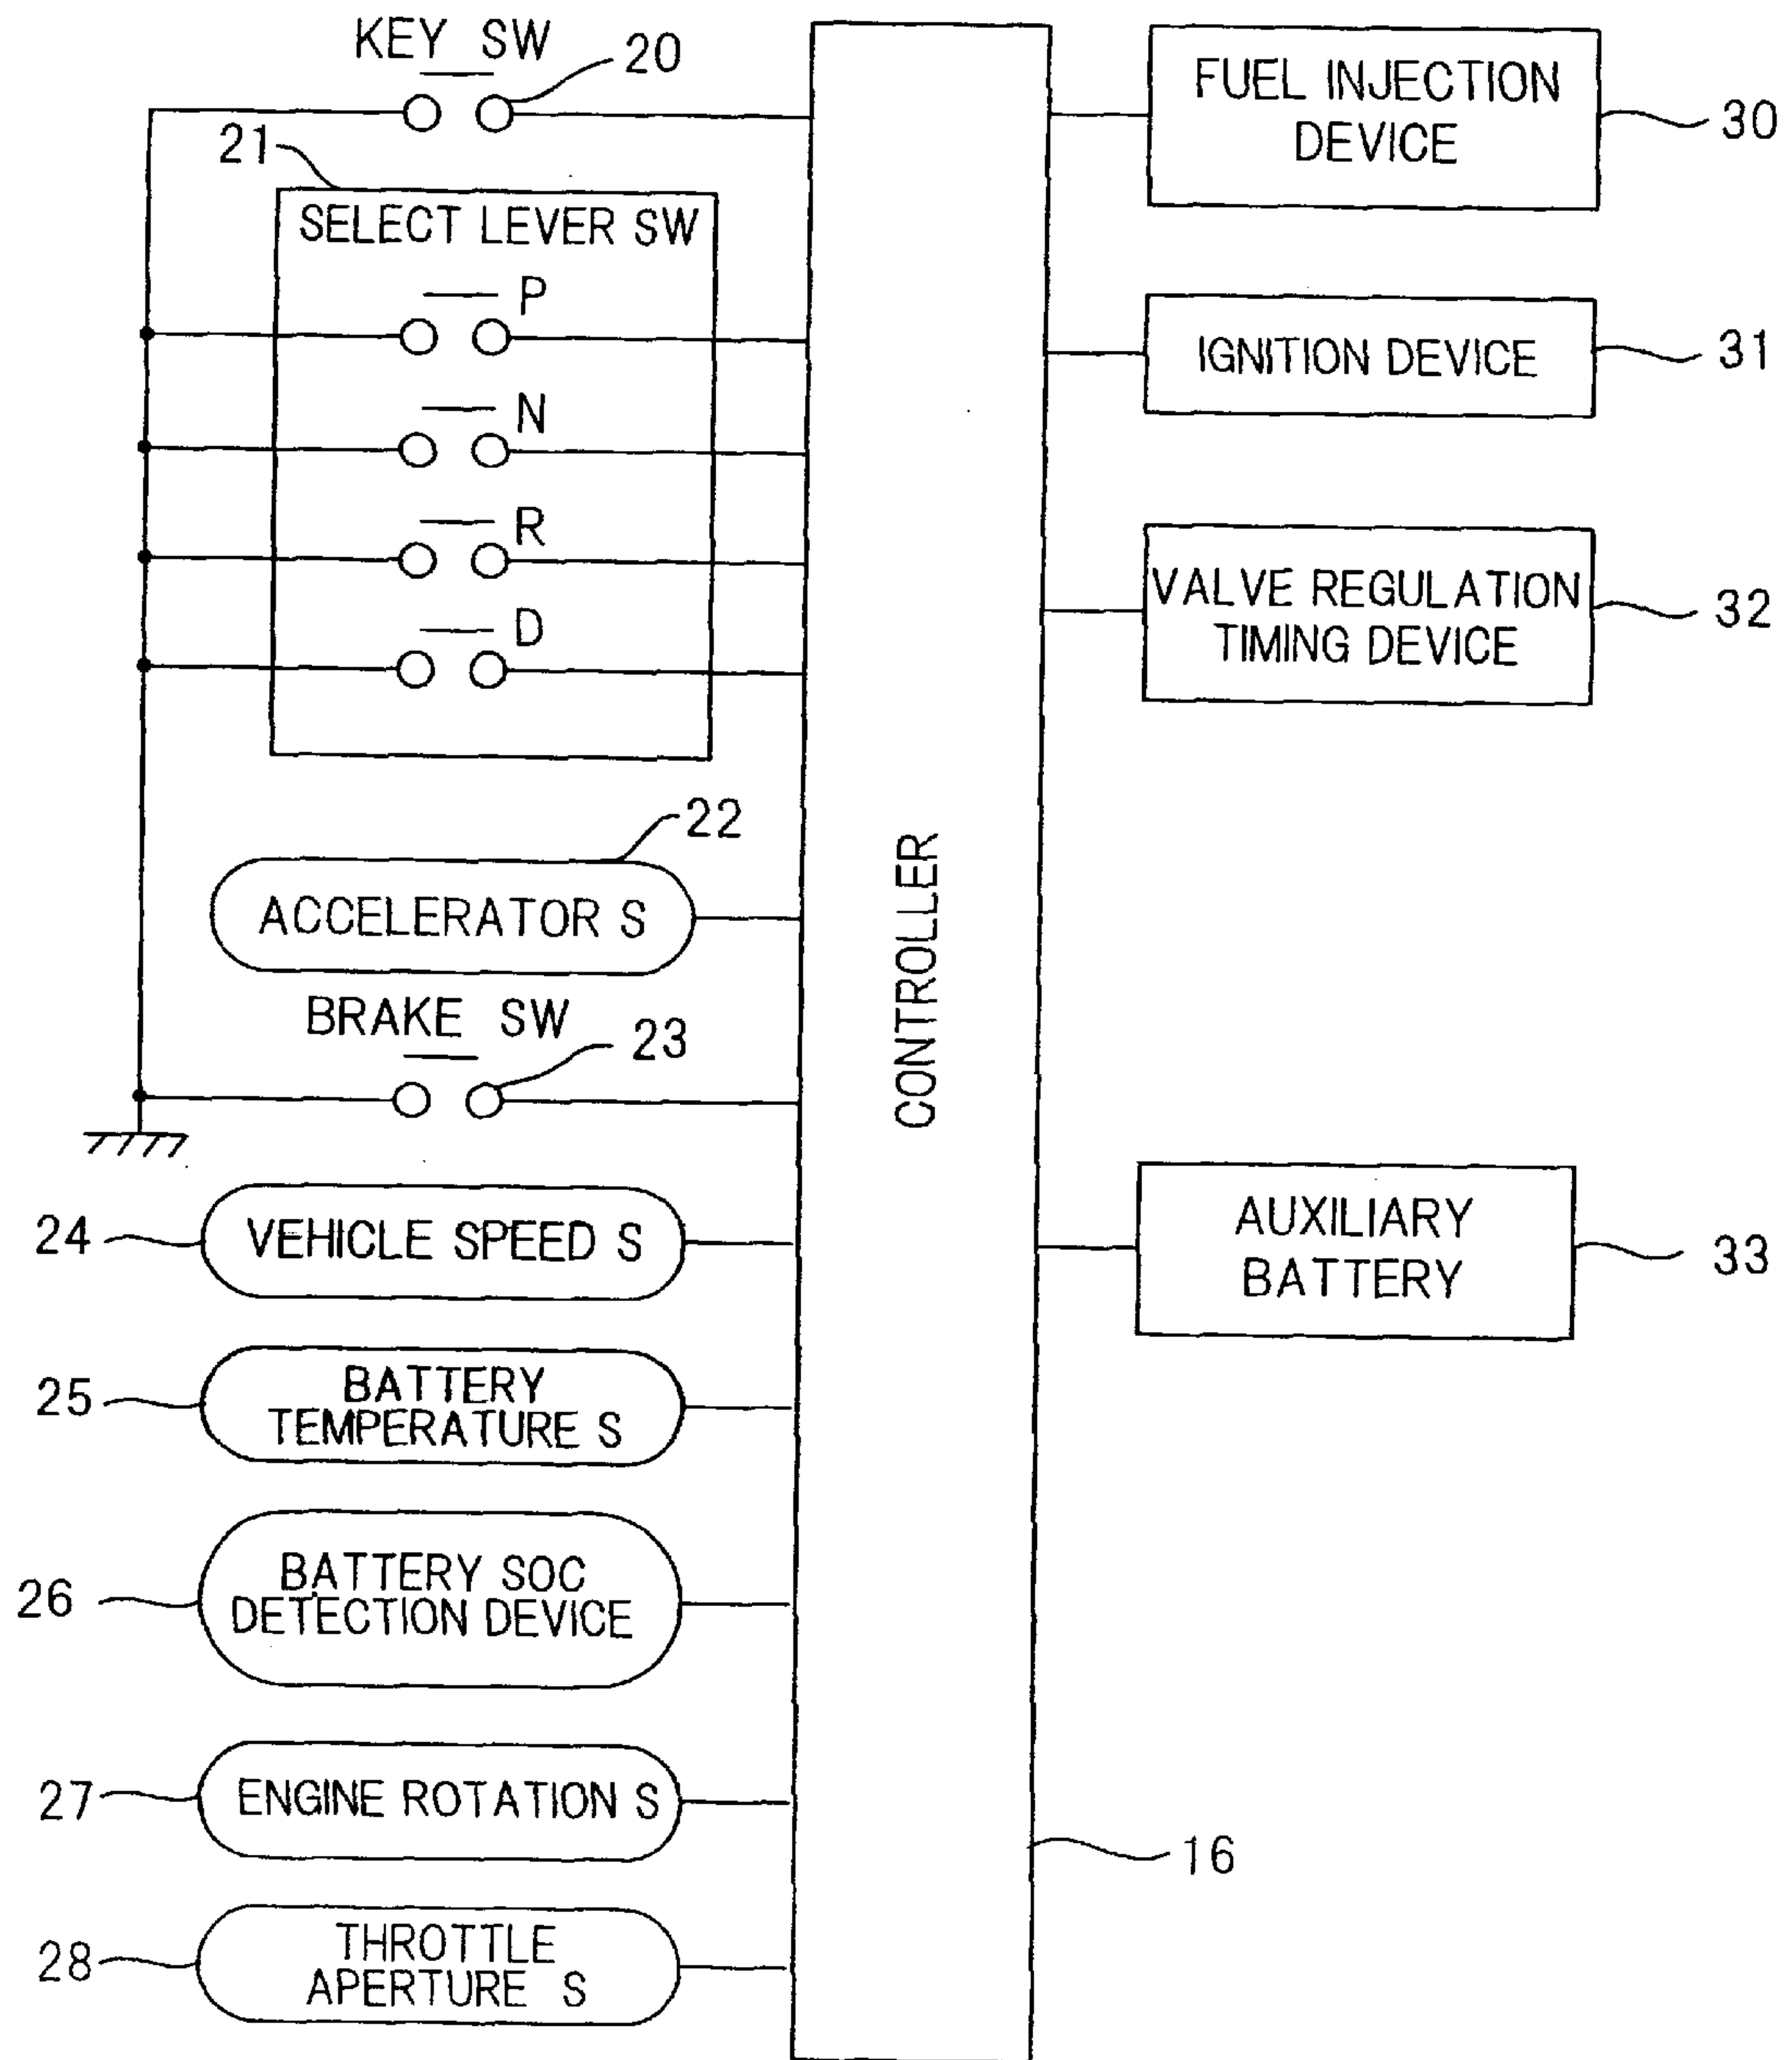 KEY SW
20
21
SELECT LEVER SW
P
N
R
D
22
ACCELERATOR S
BRAKE SW
23
24
VEHICLE SPEED S
25
BATTERY
TEMPERATURE S
26
BATTERY SOC
DETECTION DEVICE
27
ENGINE ROTATION S
28
THROTTLE
APERTURE S
CONTROLLER
16
FUEL INJECTION
DEVICE
30
IGNITION DEVICE
31
VALVE REGULATION
TIMING DEVICE
32
AUXILIARY
BATTERY
33